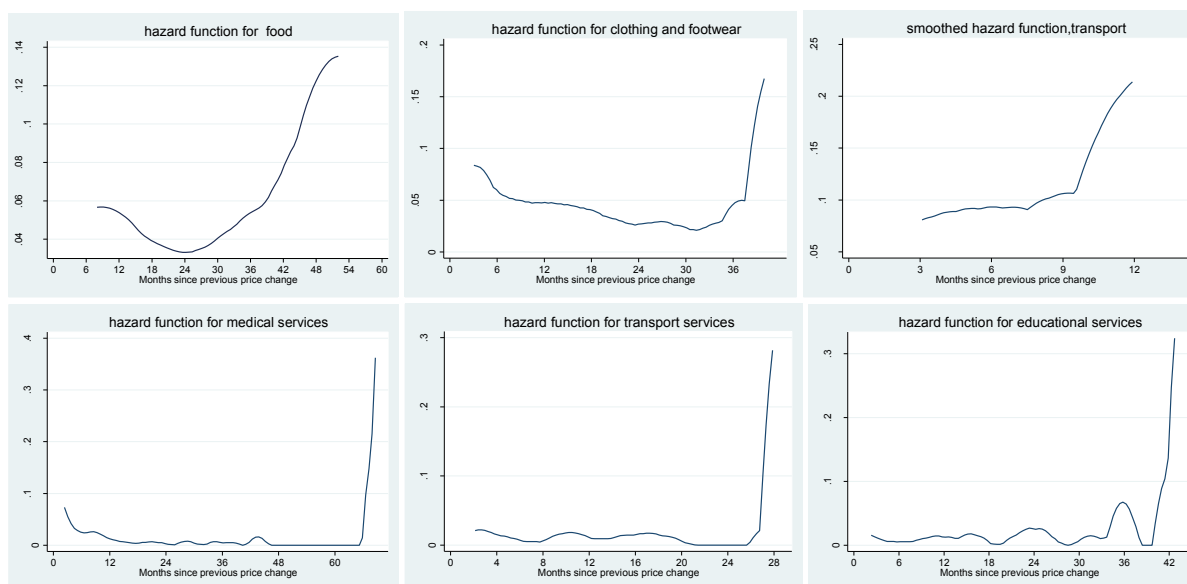 hazard function for food
.14
.12
.1
.08
.06
.04
0 6 12 18 24 30 36 42 48 54 60
Months since previous price change
hazard function for clothing and footwear
.2
.15
.1
.05
0
0 6 12 18 24 30 36
Months since previous price change
smoothed hazard function,transport
.25
.2
.15
.1
.05
0 3 6 9 12
Months since previous price change
hazard function for medical services
.4
.3
.2
.1
0
0 12 24 36 48 60
Months since previous price change
hazard function for transport services
.3
.2
.1
0
0 4 8 12 16 20 24 28
Months since previous price change
hazard function for educational services
.3
.2
.1
0
0 6 12 18 24 30 36 42
Months since previous price change